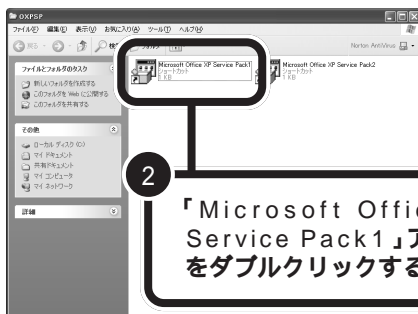 OXPSP
ファイル(F) 編集(E) 表示(V) お気に入り(A) ツール(T) ヘルプ(H)
戻る
Norton AntiVirus
ファイルとフォルダのタスク
新しいフォルダを作成する
このフォルダを Web に公開する
このフォルダを共有する
その他
ローカル ディスク (C:)
マイ ドキュメント
共有ドキュメント
マイ コンピュータ
マイ ネットワーク
詳細
Microsoft Office XP Service Pack1
ショートカット
1 KB
Microsoft Office XP Service Pack2
ショートカット
1 KB
2
「Microsoft Offic
Service Pack1」ア
をダブルクリックする